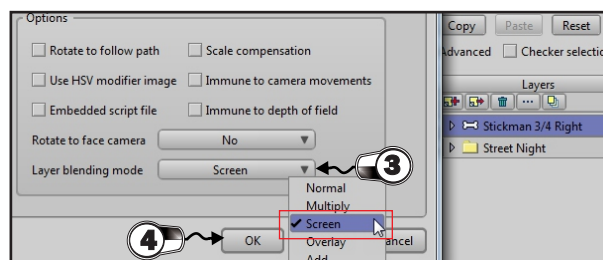 Options
Rotate to follow path
Scale compensation
Use HSV modifier image
Immune to camera movements
Embedded script file
Immune to depth of field
Rotate to face camera
No
Layer blending mode
Screen
3
Normal
Multiply
Screen
Overlay
Add
4
OK
ancel
Copy
Paste
Reset
Advanced
Checker selectio
Layers
Stickman 3/4 Right
Street Night